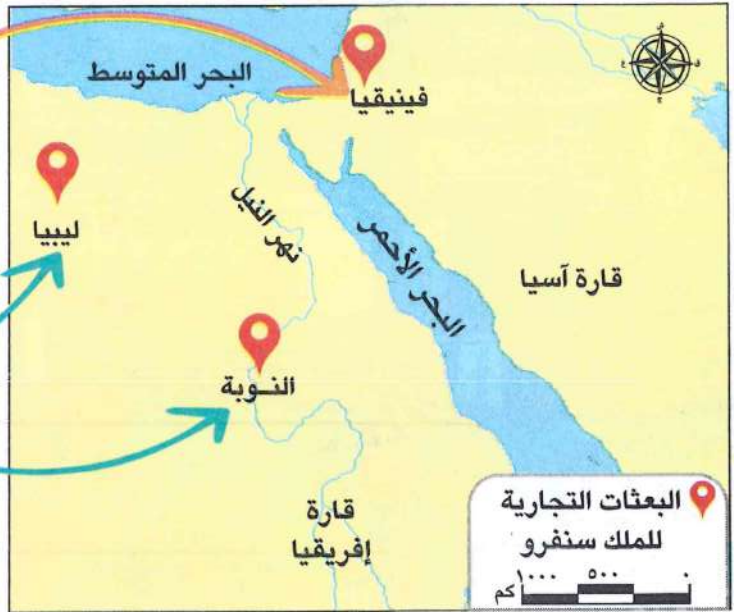 البحر المتوسط
فينيقيا
ش
ق
ج
غ
ليبيا
نهر النيل
البحر الأحمر
قارة آسيا
النوبة
قارة
إفريقيا
البعثات التجارية
للملك سنفرو
١٠٠٠ ٥٠٠ ٠
كم